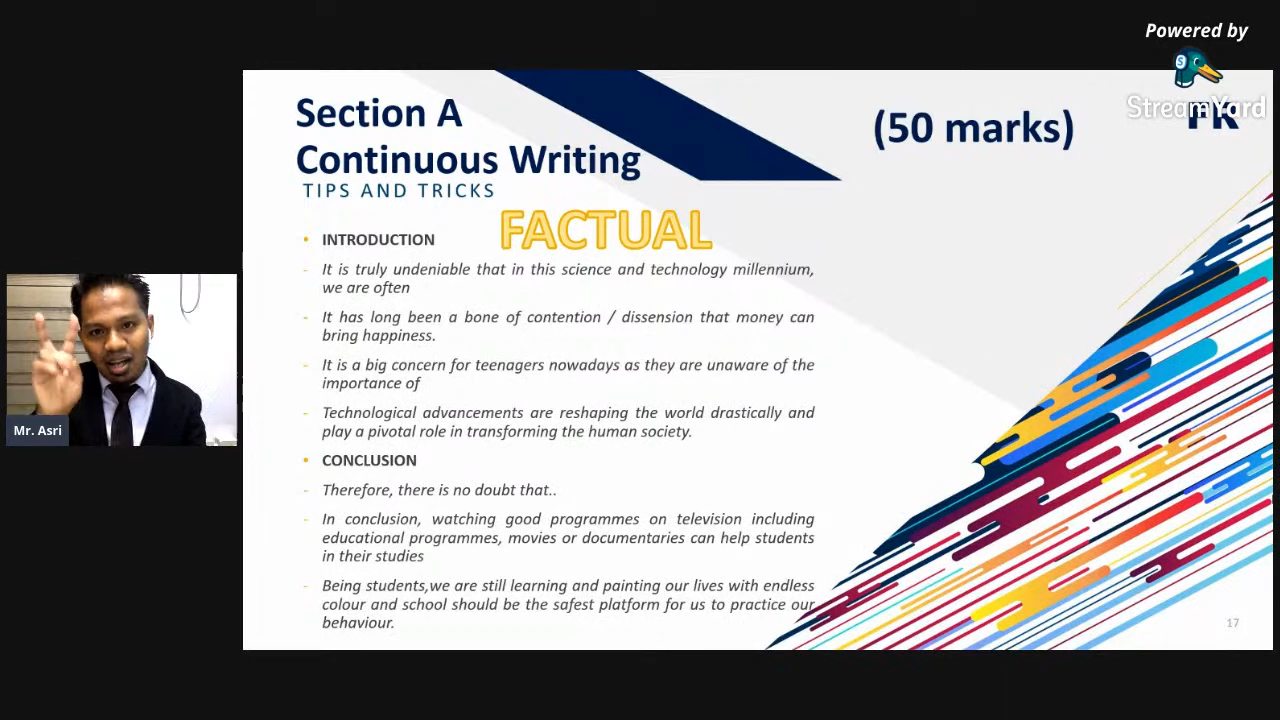 Powered by
StreamYard
Section A
Continuous Writing
(50 marks)
TIPS AND TRICKS
FACTUAL
• INTRODUCTION
- It is truly undeniable that in this science and technology millennium,
we are often
- It has long been a bone of contention / dissension that money can
bring happiness.
- It is a big concern for teenagers nowadays as they are unaware of the
importance of
- Technological advancements are reshaping the world drastically and
play a pivotal role in transforming the human society.
• CONCLUSION
- Therefore, there is no doubt that..
- In conclusion, watching good programmes on television including
educational programmes, movies or documentaries can help students
in their studies
- Being students,we are still learning and painting our lives with endless
colour and school should be the safest platform for us to practice our
behaviour.
Mr. Asri
17